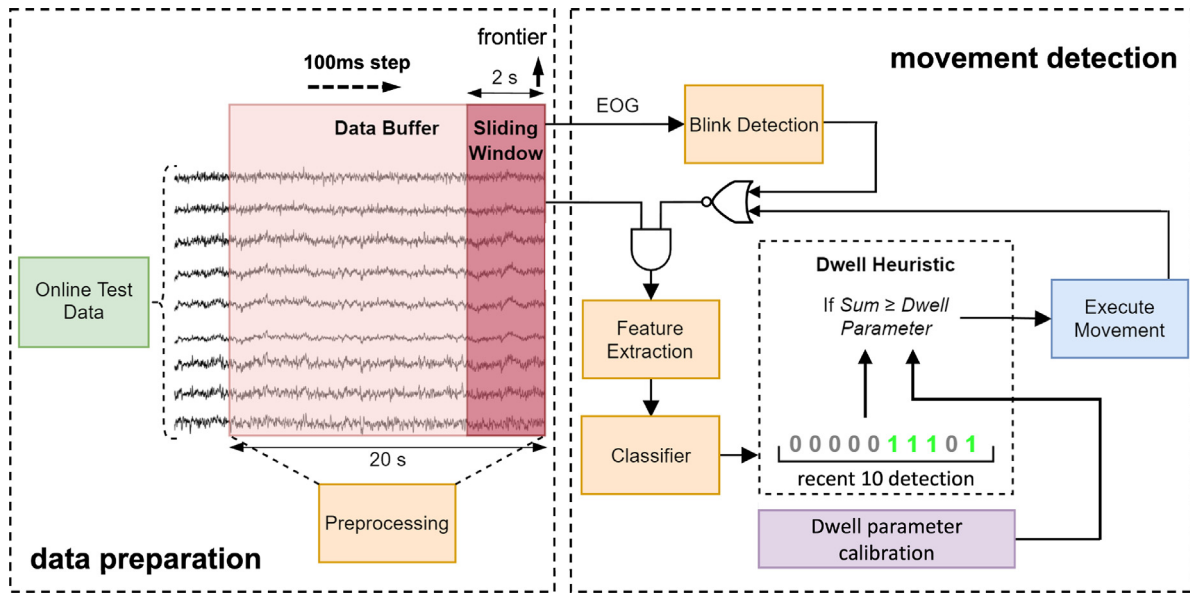 frontier
100ms step
2 s
Data Buffer
Sliding
Window
Online Test
Data
20 s
Preprocessing
data preparation
movement detection
EOG
Blink Detection
Feature
Extraction
Classifier
Dwell Heuristic
If Sum ≥ Dwell
Parameter
0 0 0 0 0 1 1 1 0 1
recent 10 detection
Execute
Movement
Dwell parameter
calibration